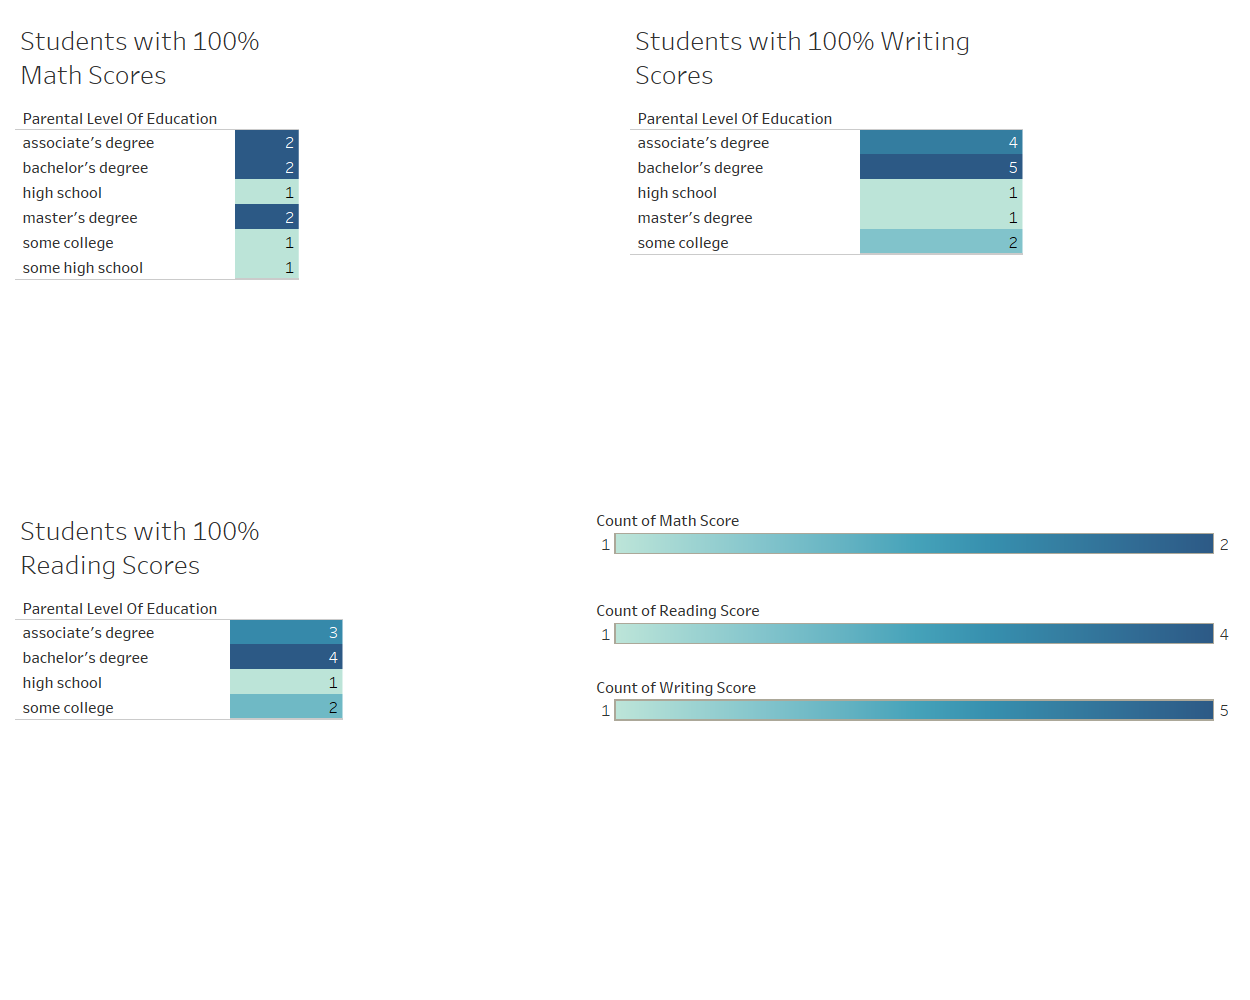 Students with 100%
Math Scores
Parental Level Of Education
associate's degree 2
bachelor's degree 2
high school 1
master's degree 2
some college 1
some high school 1
Students with 100% Writing
Scores
Parental Level Of Education
associate's degree 4
bachelor's degree 5
high school 1
master's degree 1
some college 2
Students with 100%
Reading Scores
Parental Level Of Education
associate's degree 3
bachelor's degree 4
high school 1
some college 2
Count of Math Score
1 2
Count of Reading Score
1 4
Count of Writing Score
1 5